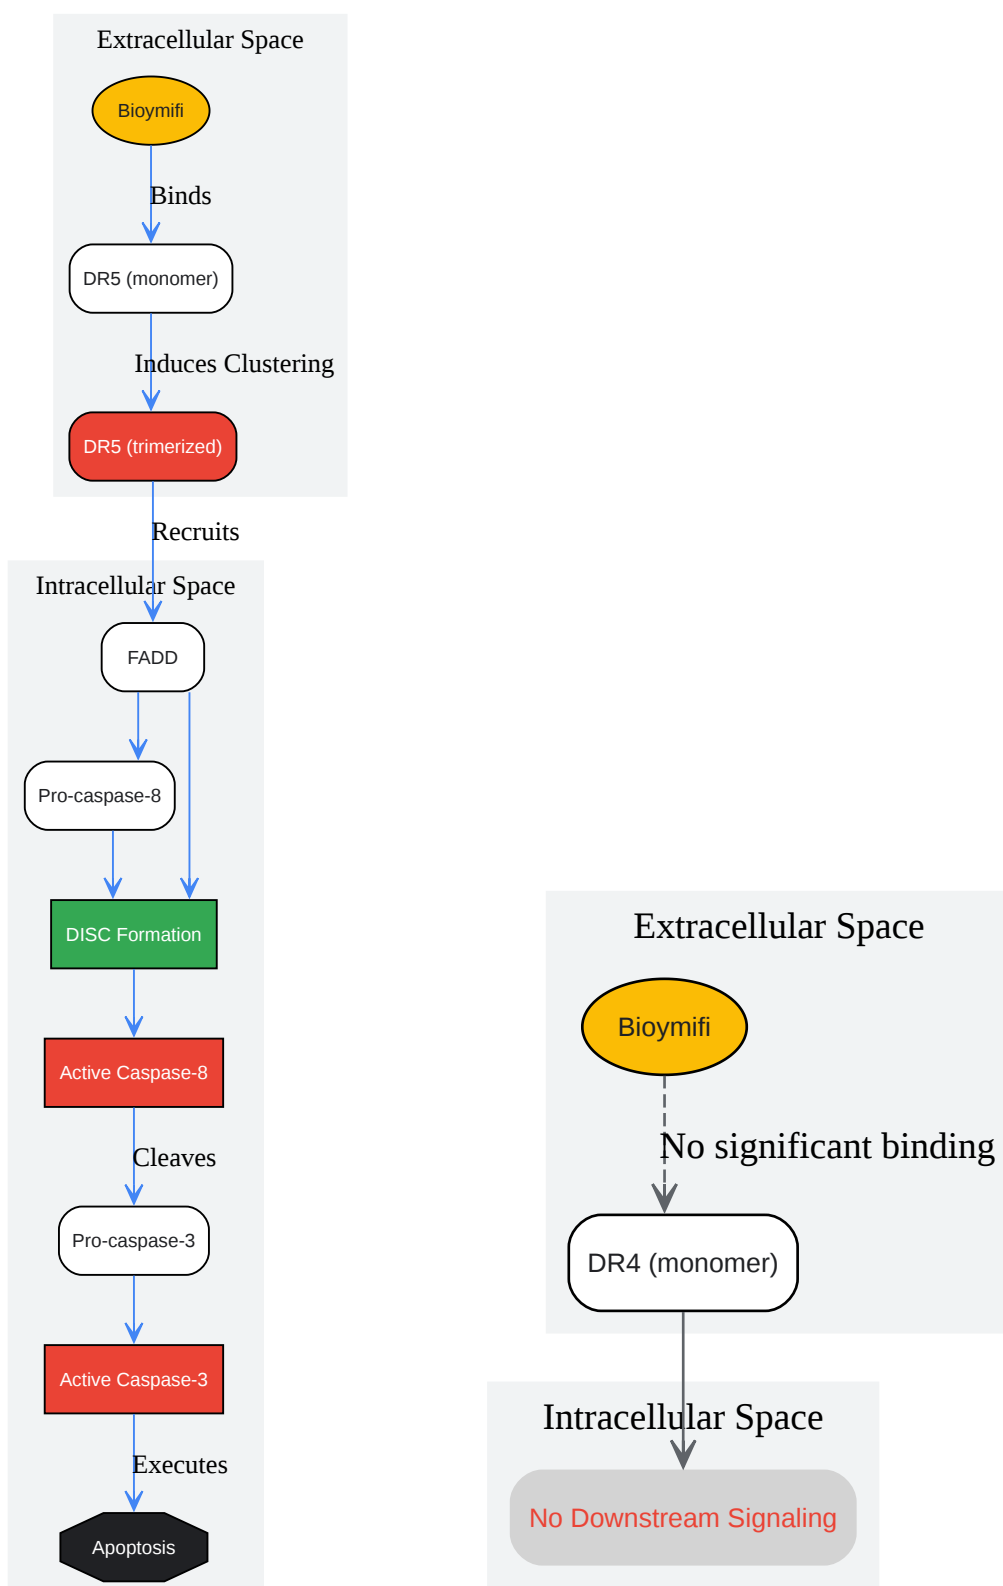 Extracellular Space
Bioymifi
Binds
DR5 (monomer)
Induces Clustering
DR5 (trimerized)
Recruits
Intracellular Space
FADD
Pro-caspase-8
DISC Formation
Active Caspase-8
Cleaves
Pro-caspase-3
Active Caspase-3
Executes
Apoptosis
Extracellular Space
Bioymifi
No significant binding
DR4 (monomer)
Intracellular Space
No Downstream Signaling